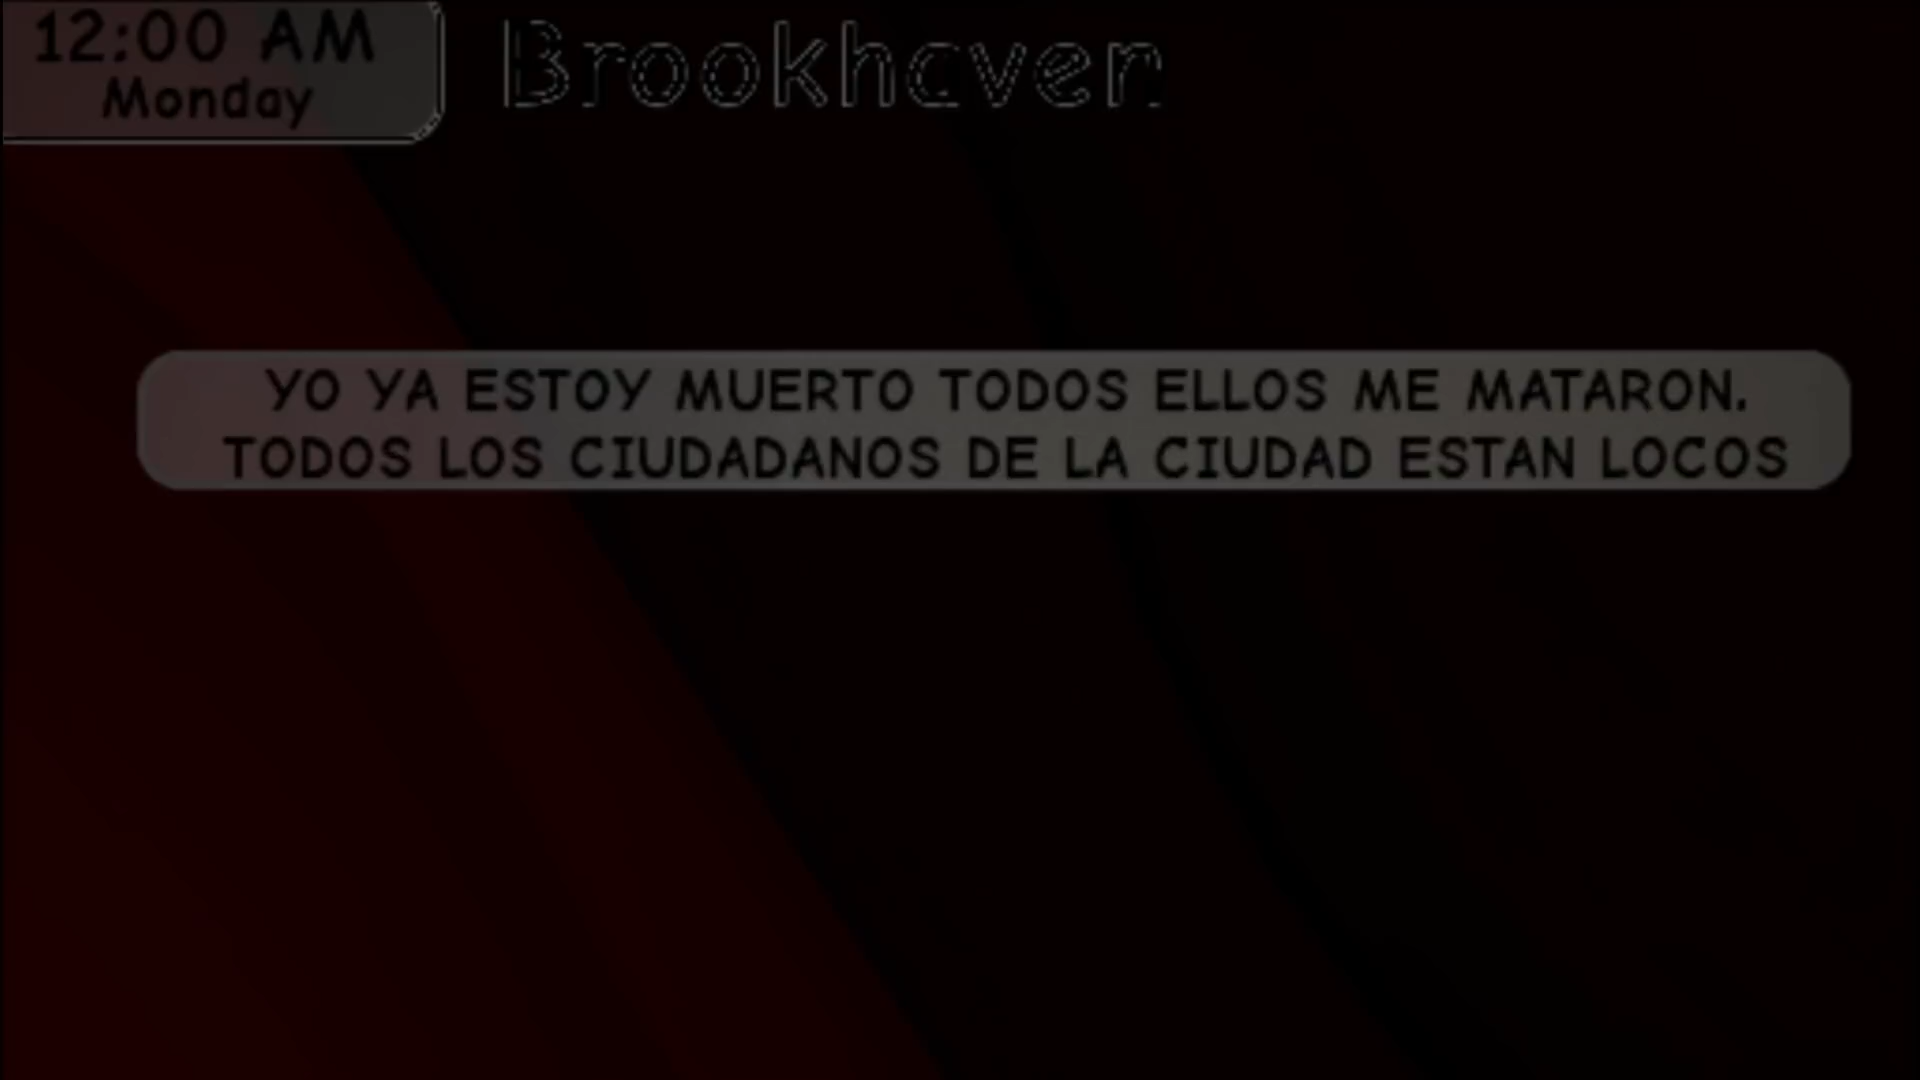 12:00 AM
Monday
Brookhaven
YO YA ESTOY MUERTO TODOS ELLOS ME MATARON.
TODOS LOS CIUDADANOS DE LA CIUDAD ESTAN LOCOS